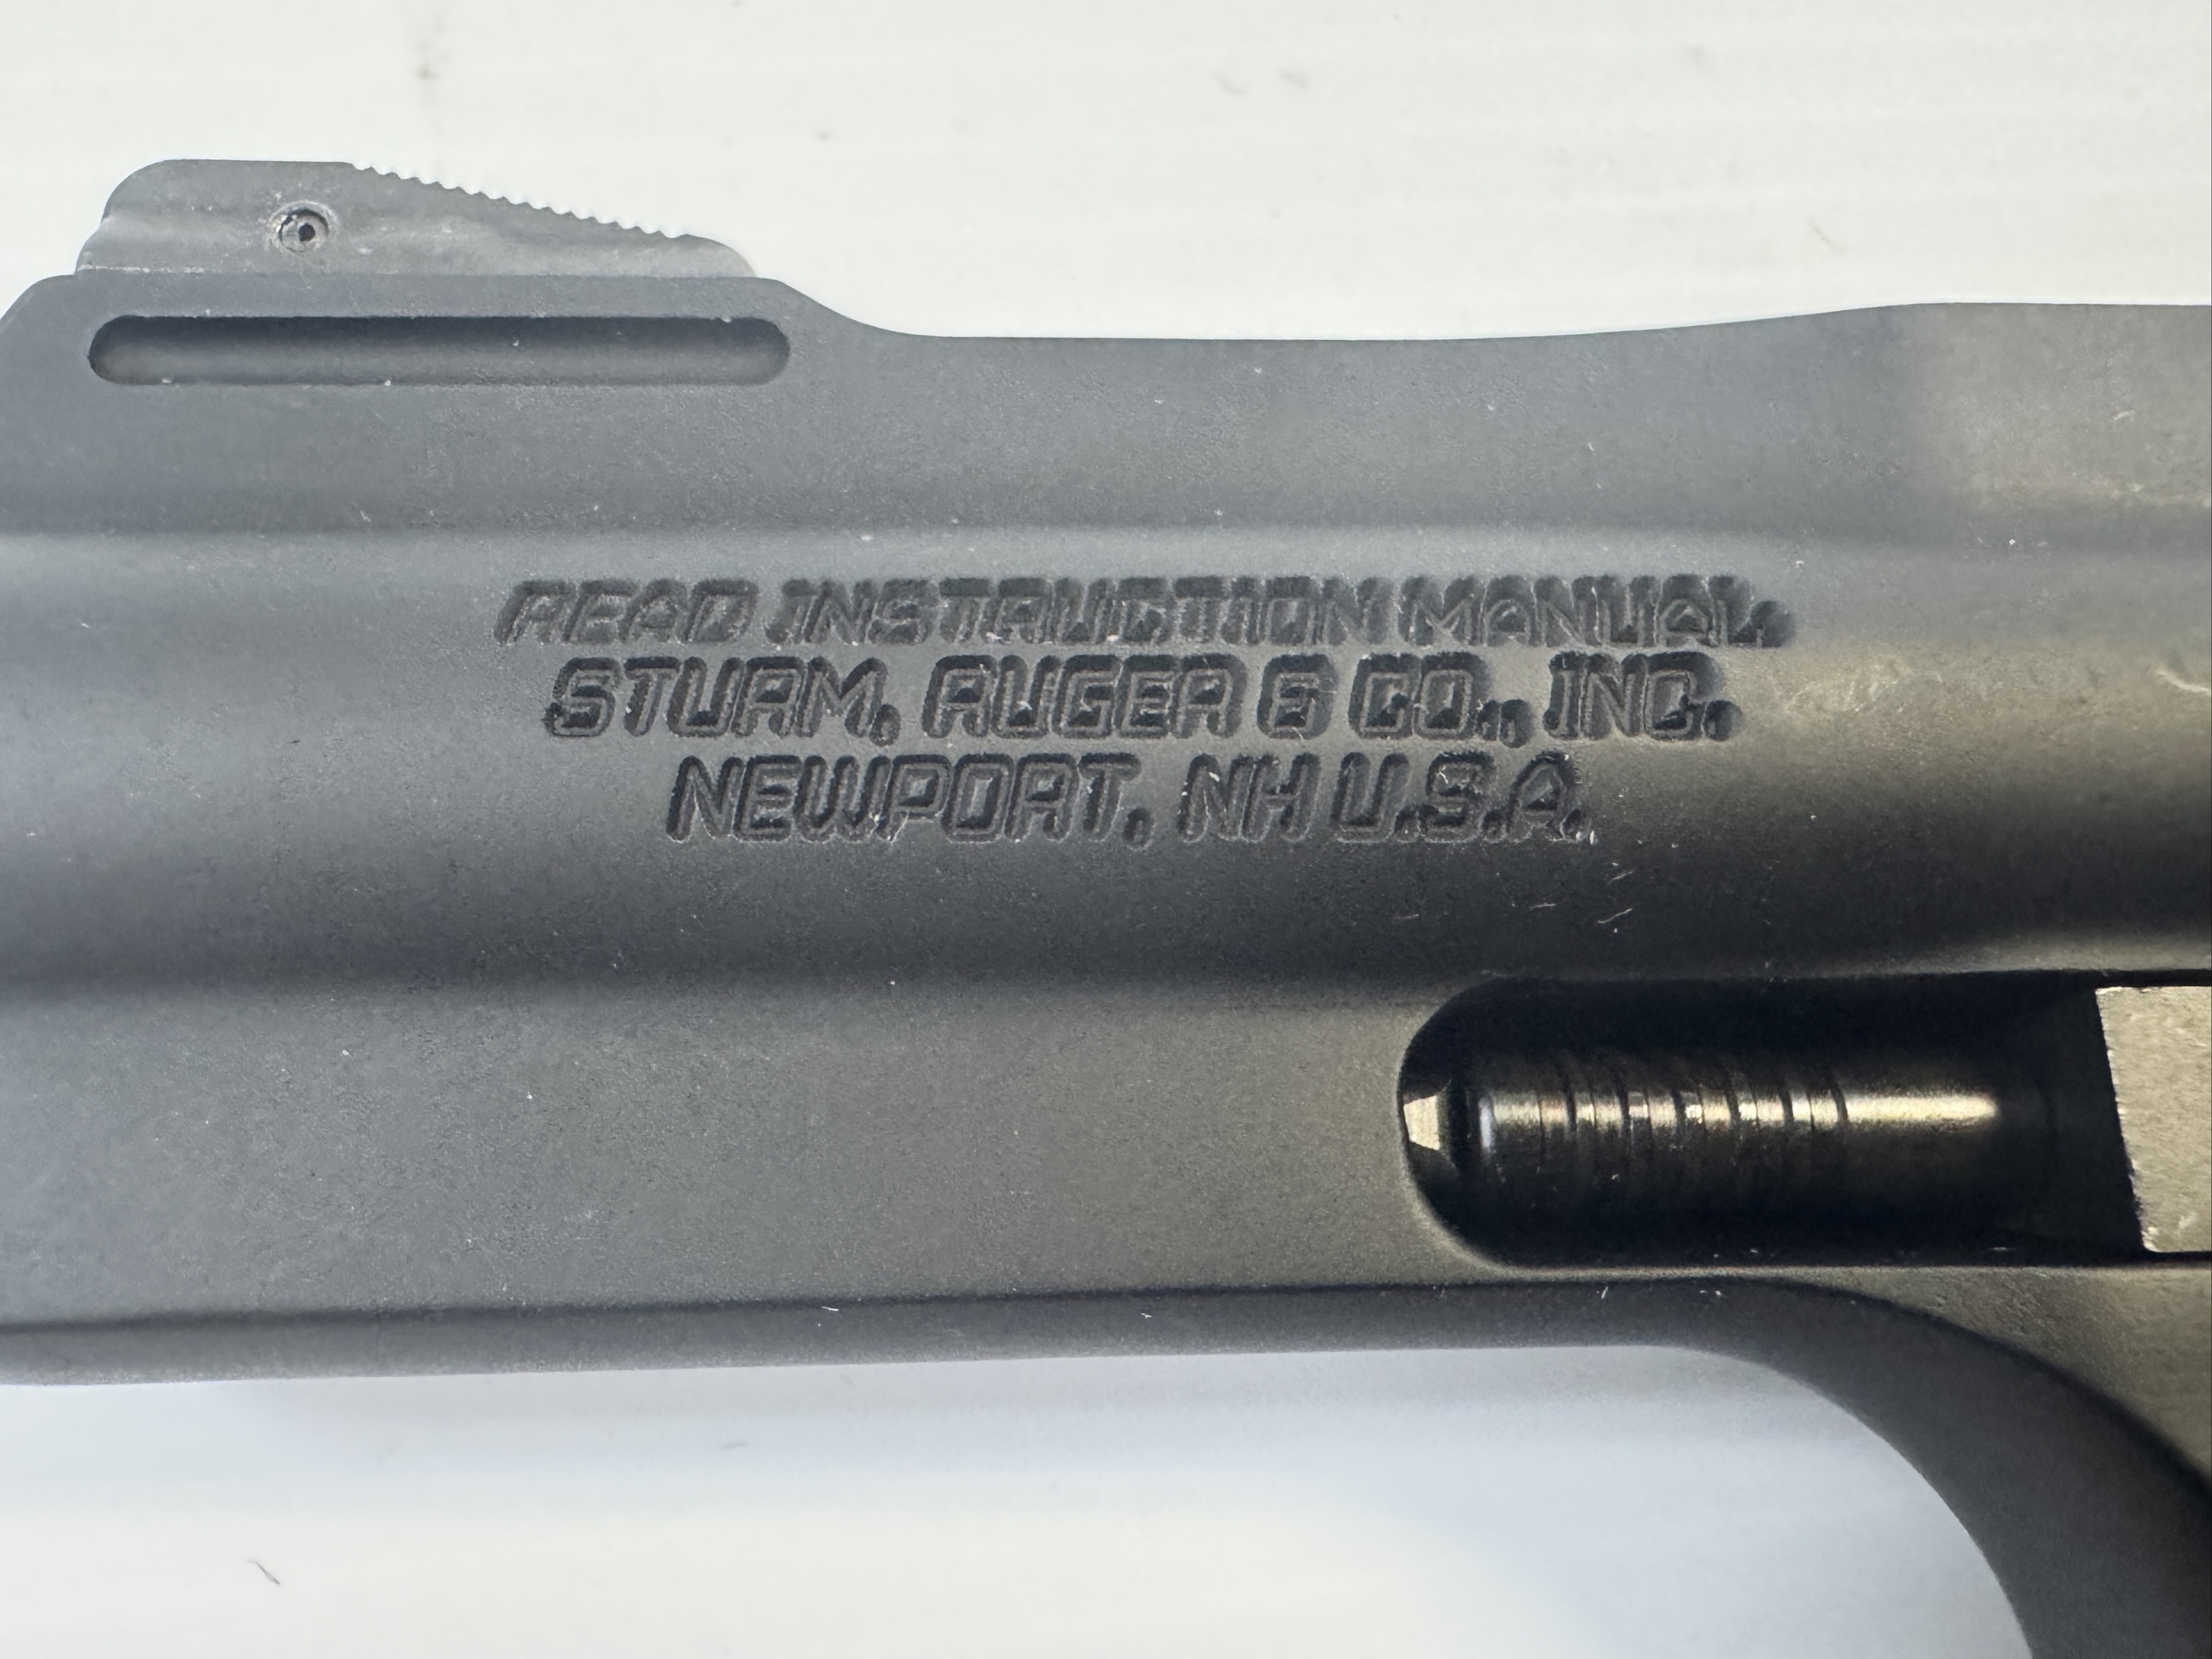 READ INSTRUCTION MANUAL.
STURM, RUGER & CO., INC.
NEWPORT, NH U.S.A.